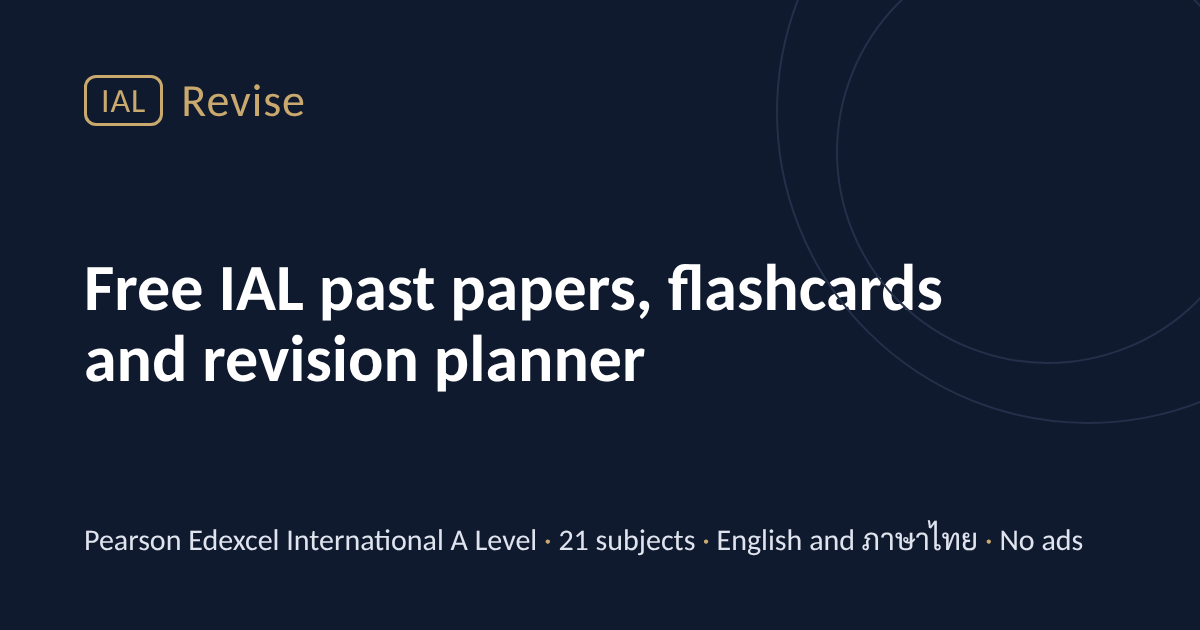 IAL Revise
Free IAL past papers, flashcards
and revision planner
Pearson Edexcel International A Level · 21 subjects · English and ภาษาไทย · No ads